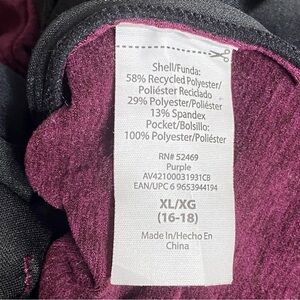 Shell/Funda:
58% Recycled Polyester/
Poliéster Reciclado
29% Polyester/Poliéster
13% Spandex
Pocket/Bolsillo:
100% Polyester/Poliéster
RN# 52469
Purple
AV42100031931CB
EAN/UPC 6 9653944194
XL/XG
(16-18)
Made In/Hecho En
China